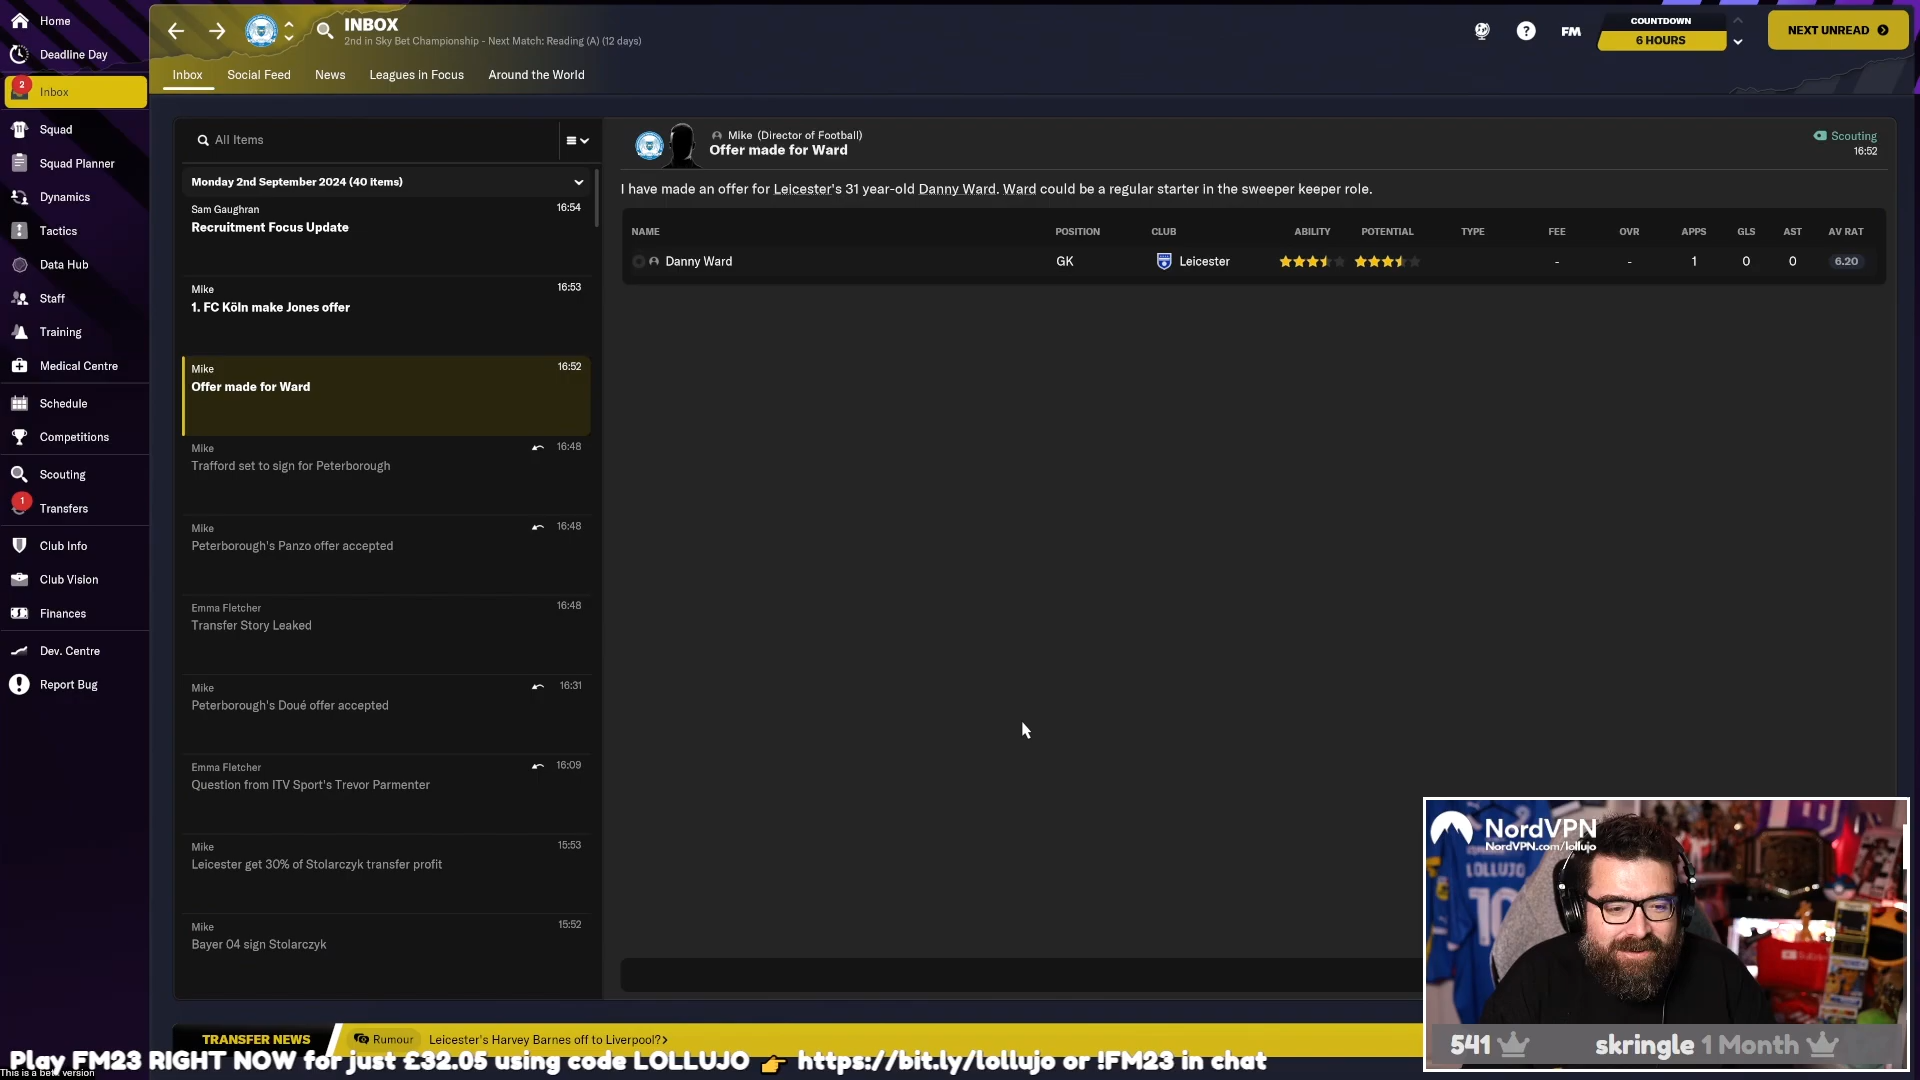 Home
Deadline Day
2
Inbox
Squad
Squad Planner
Dynamics
Tactics
Data Hub
Staff
Training
Medical Centre
Schedule
Competitions
Scouting
1
Transfers
Club Info
Club Vision
Finances
Dev. Centre
Report Bug
INBOX
2nd in Sky Bet Championship - Next Match: Reading (A) (12 days)
FM
COUNTDOWN
6 HOURS
NEXT UNREAD
Inbox Social Feed News Leagues in Focus Around the World
All Items
Monday 2nd September 2024 (40 items)
Sam Gaughran 16:54
Recruitment Focus Update
Mike 16:53
1. FC Köln make Jones offer
Mike 16:52
Offer made for Ward
Mike 16:48
Trafford set to sign for Peterborough
Mike 16:48
Peterborough's Panzo offer accepted
Emma Fletcher 16:48
Transfer Story Leaked
Mike 16:31
Peterborough's Doué offer accepted
Emma Fletcher 16:09
Question from ITV Sport's Trevor Parmenter
Mike 15:53
Leicester get 30% of Stolarczyk transfer profit
Mike 15:52
Bayer 04 sign Stolarczyk
Mike (Director of Football)
Offer made for Ward
Scouting
16:52
I have made an offer for Leicester's 31 year-old Danny Ward. Ward could be a regular starter in the sweeper keeper role.
NAME POSITION CLUB ABILITY POTENTIAL TYPE FEE OVR APPS GLS AST AV RAT
Danny Ward GK Leicester - - 1 0 0 6.20
NordVPN
NordVPN.com/lollujo
LOLLUJO
10
541 skringle 1 Month
TRANSFER NEWS Rumour Leicester's Harvey Barnes off to Liverpool?>
Play FM23 RIGHT NOW for just £32.05 using code LOLLUJO 👉 https://bit.ly/lollujo or !FM23 in chat
This is a beta version